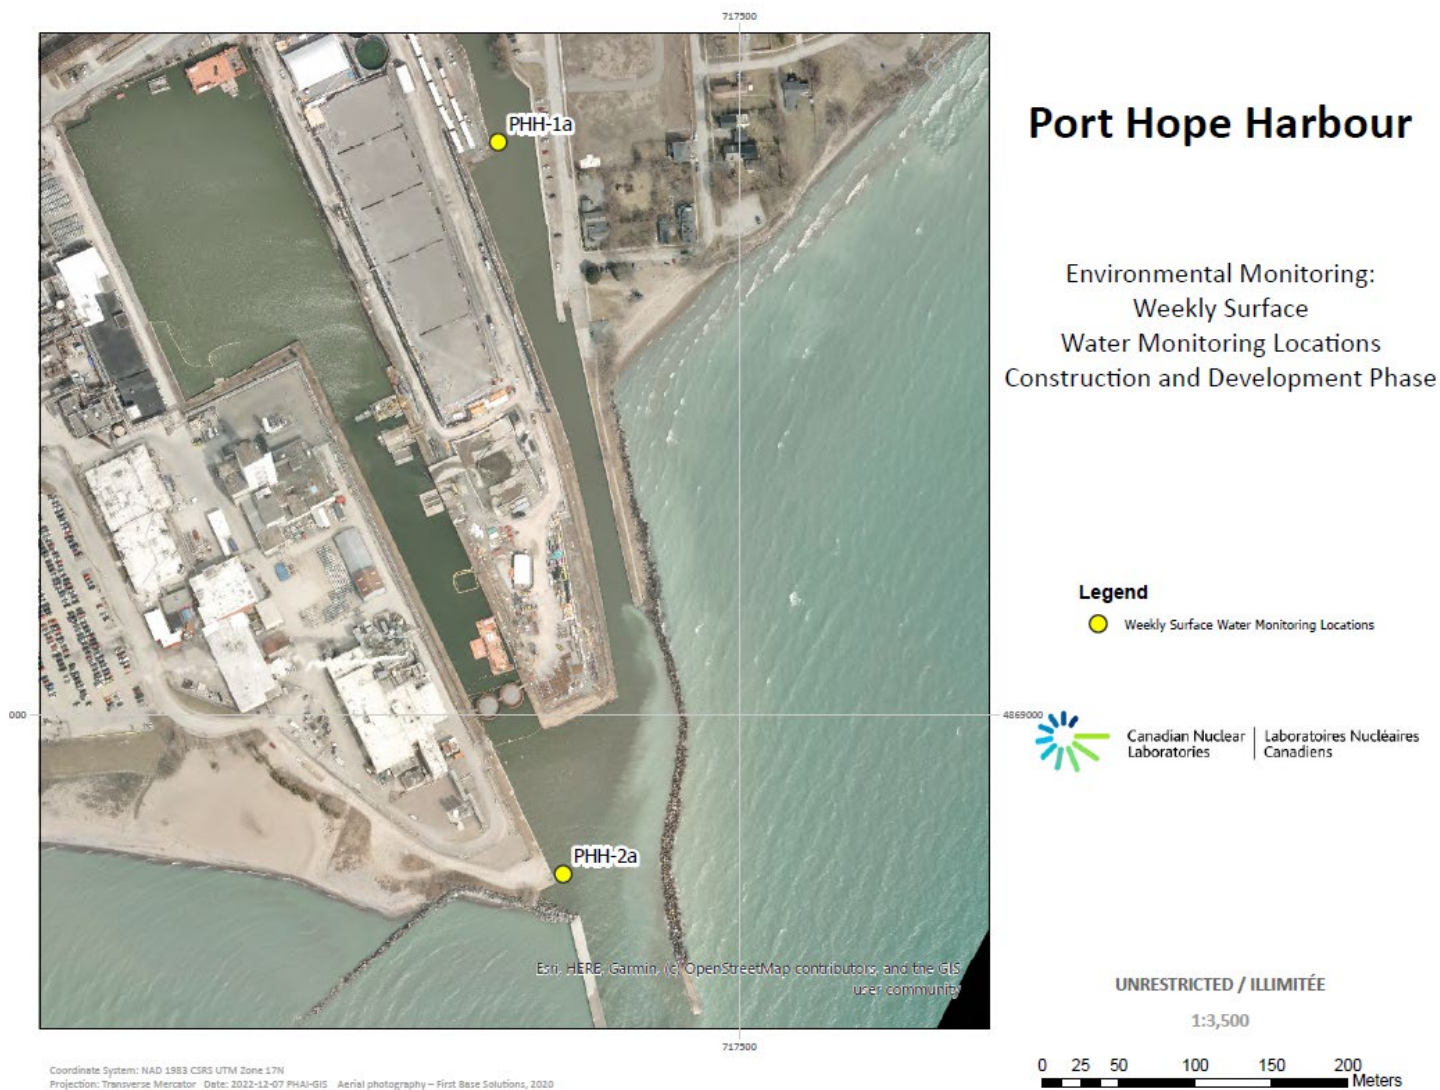 717500
PHH-1a
Port Hope Harbour
Environmental Monitoring:
Weekly Surface
Water Monitoring Locations
Construction and Development Phase
Legend
Weekly Surface Water Monitoring Locations
000
4869000
Canadian Nuclear Laboratories
Laboratoires Nucléaires Canadiens
PHH-2a
Esri, HERE, Garmin, (c) OpenStreetMap contributors, and the GIS
user community
UNRESTRICTED / ILLIMITÉE
1:3,500
717500
0 25 50 100 150 200
Meters
Coordinate System: NAD 1983 CSRS UTM Zone 17N
Projection: Transverse Mercator Date: 2022-12-07 PHAI-GIS Aerial photography – First Base Solutions, 2020